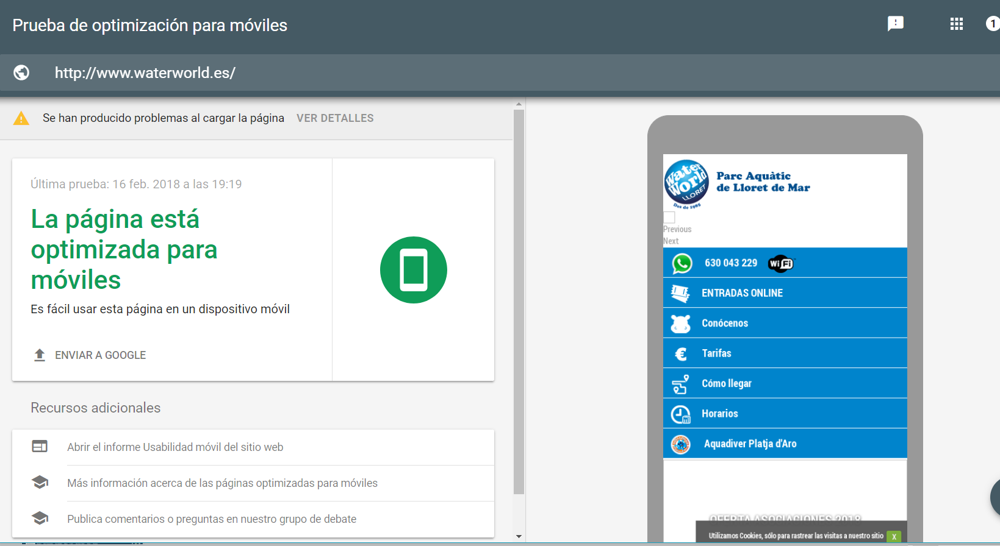 Prueba de optimización para móviles
1
http://www.waterworld.es/
Se han producido problemas al cargar la página VER DETALLES
Última prueba: 16 feb. 2018 a las 19:19
La página está
optimizada para
móviles
Es fácil usar esta página en un dispositivo móvil
ENVIAR A GOOGLE
Recursos adicionales
Abrir el informe Usabilidad móvil del sitio web
Más información acerca de las páginas optimizadas para móviles
Publica comentarios o preguntas en nuestro grupo de debate
Water
World
LLORET
Des de 1985
Parc Aquàtic
de Lloret de Mar
Previous
Next
630 043 229 WiFi
ENTRADAS ONLINE
Conócenos
€ Tarifas
Cómo llegar
Horarios
Aquadiver Platja d'Aro
OFERTA ASOCIACIONES 2018
Utilizamos Cookies, sólo para rastrear las visitas a nuestro sitio X